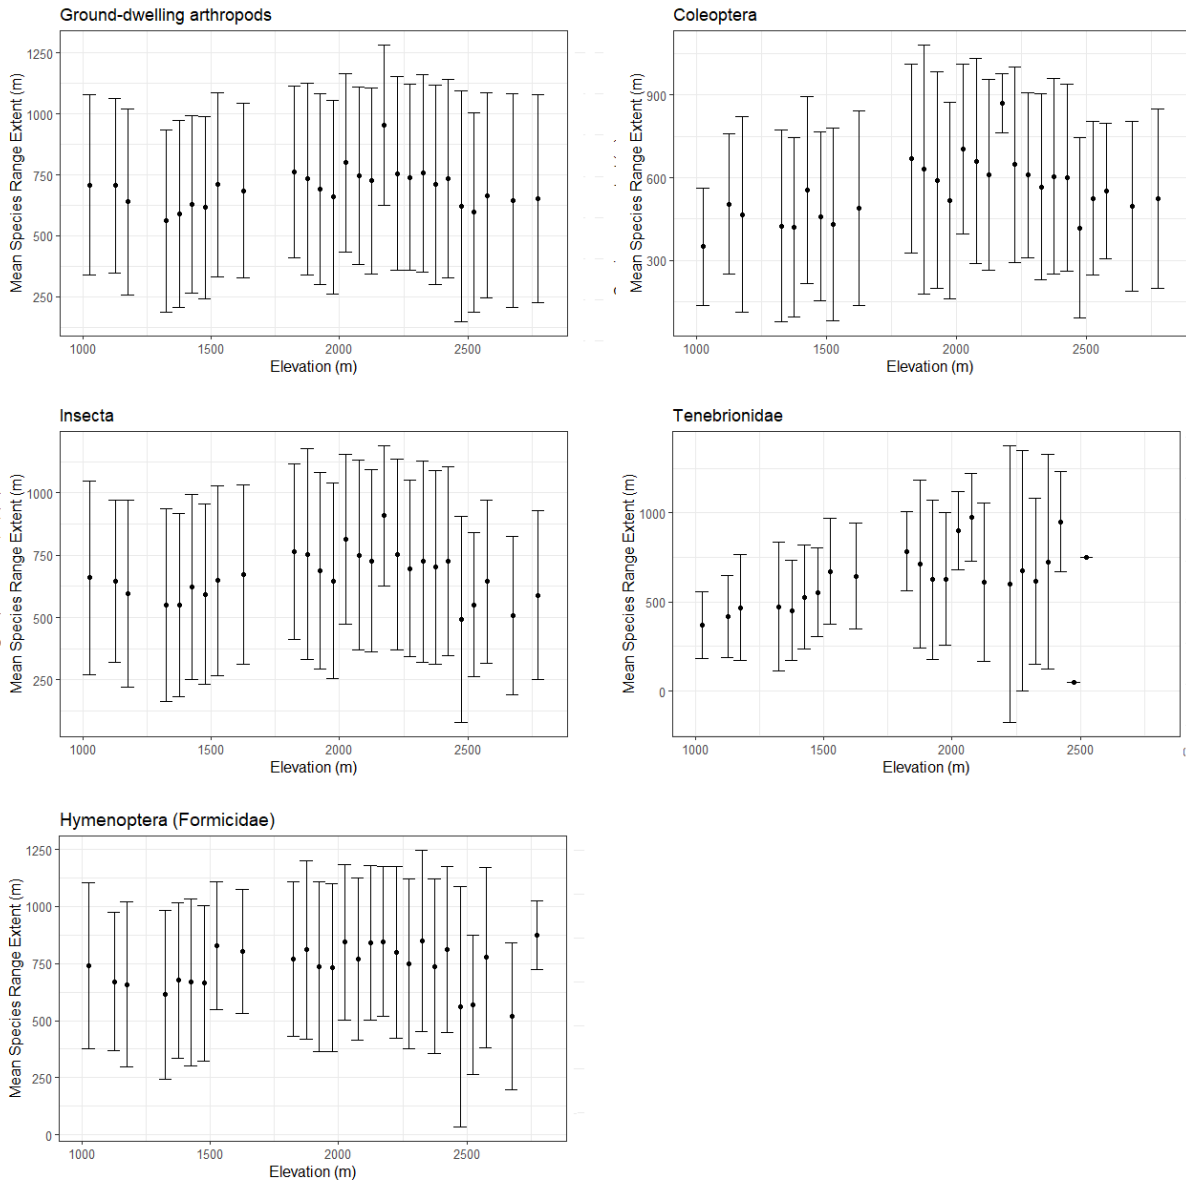 Ground-dwelling arthropods
Mean Species Range Extent (m)
1250
1000
750
500
250
1000 1500 2000 2500
Elevation (m)
Coleoptera
Mean Species Range Extent (m)
900
600
300
1000 1500 2000 2500
Elevation (m)
Insecta
Mean Species Range Extent (m)
1000
750
500
250
1000 1500 2000 2500
Elevation (m)
Tenebrionidae
Mean Species Range Extent (m)
1000
500
0
1000 1500 2000 2500
Elevation (m)
Hymenoptera (Formicidae)
Mean Species Range Extent (m)
1250
1000
750
500
250
0
1000 1500 2000 2500
Elevation (m)